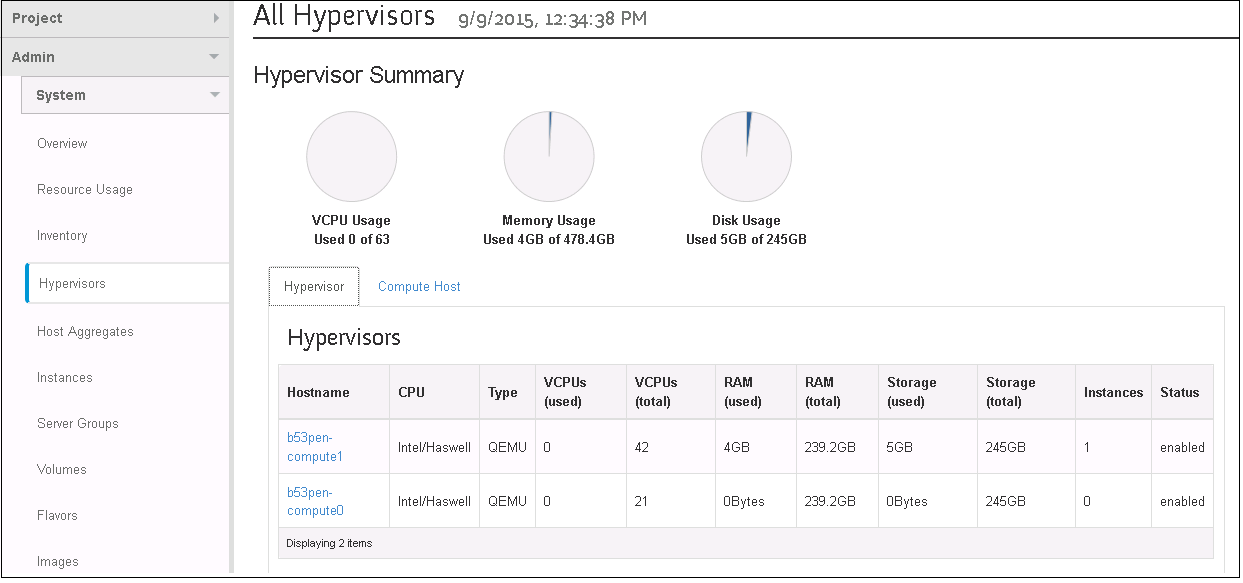 Project
Admin
System
Overview
Resource Usage
Inventory
Hypervisors
Host Aggregates
Instances
Server Groups
Volumes
Flavors
Images
All Hypervisors 9/9/2015, 12:34:38 PM
Hypervisor Summary
VCPU Usage
Used 0 of 63
Memory Usage
Used 4GB of 478.4GB
Disk Usage
Used 5GB of 245GB
Hypervisor Compute Host
Hypervisors
Hostname CPU Type VCPUs (used) VCPUs (total) RAM (used) RAM (total) Storage (used) Storage (total) Instances Status
b53pen-compute1 Intel/Haswell QEMU 0 42 4GB 239.2GB 5GB 245GB 1 enabled
b53pen-compute0 Intel/Haswell QEMU 0 21 0Bytes 239.2GB 0Bytes 245GB 0 enabled
Displaying 2 items